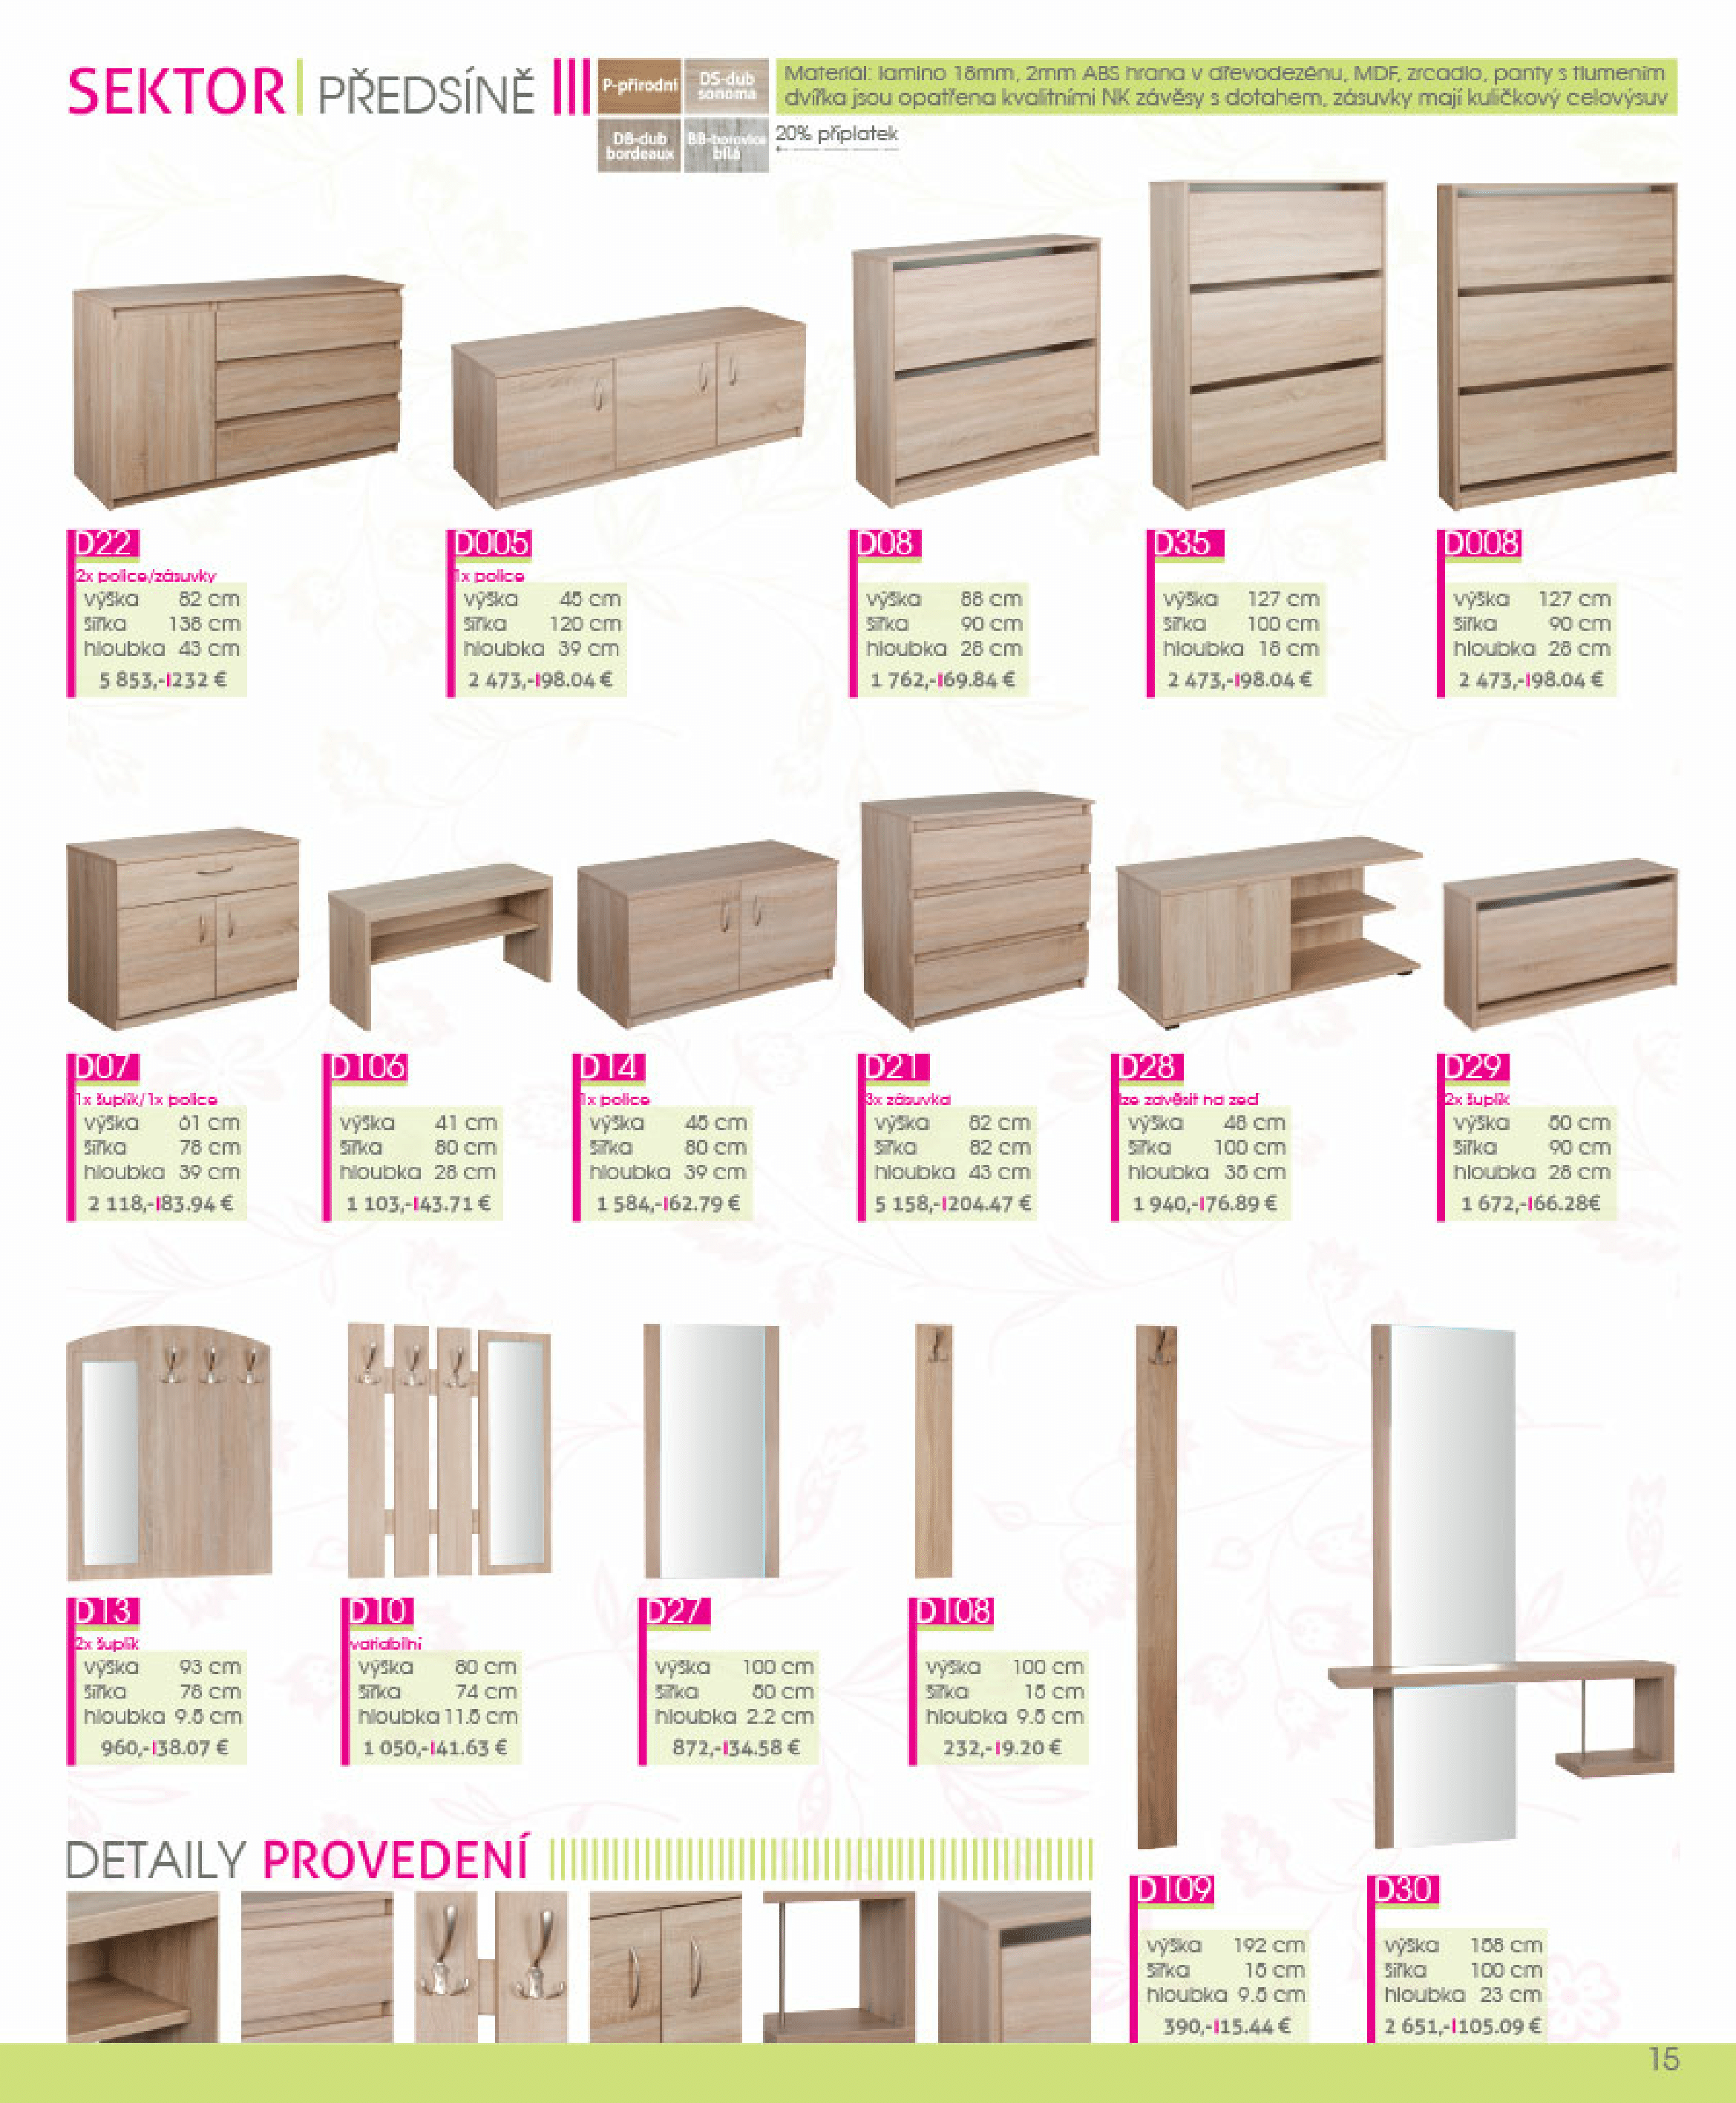 SEKTOR PŘEDSÍNĚ
P-přírodní
DS-dub
sonoma
DB-dub
bordeaux
BB-borovice
bílá
Materiál: lamino 18mm, 2mm ABS hrana v dřevodezénu, MDF, zrcadlo, panty s tlumením
dvířka jsou opatřena kvalitními NK závěsy s dotahem, zásuvky mají kuličkový celovýsuv
20% příplatek
D22
2x police/zásuvky
výška 82 cm
šířka 138 cm
hloubka 43 cm
5 853,-|232 €
D005
1x police
výška 45 cm
šířka 120 cm
hloubka 39 cm
2 473,-|98.04 €
D08
výška 88 cm
šířka 90 cm
hloubka 28 cm
1 762,-|69.84 €
D35
výška 127 cm
šířka 100 cm
hloubka 18 cm
2 473,-|98.04 €
D008
výška 127 cm
šířka 90 cm
hloubka 28 cm
2 473,-|98.04 €
D07
1x šuplík/1x police
výška 61 cm
šířka 78 cm
hloubka 39 cm
2 118,-|83.94 €
D106
výška 41 cm
šířka 80 cm
hloubka 28 cm
1 103,-|43.71 €
D14
1x police
výška 45 cm
šířka 80 cm
hloubka 39 cm
1 584,-|62.79 €
D21
3x zásuvka
výška 82 cm
šířka 82 cm
hloubka 43 cm
5 158,-|204.47 €
D28
lze zavěsit na zeď
výška 48 cm
šířka 100 cm
hloubka 35 cm
1 940,-|76.89 €
D29
2x šuplík
výška 50 cm
šířka 90 cm
hloubka 28 cm
1 672,-|66.28€
D13
2x šuplík
výška 93 cm
šířka 78 cm
hloubka 9.5 cm
960,-|38.07 €
D10
variabilní
výška 80 cm
šířka 74 cm
hloubka 11.5 cm
1 050,-|41.63 €
D27
výška 100 cm
šířka 50 cm
hloubka 2.2 cm
872,-|34.58 €
D108
výška 100 cm
šířka 15 cm
hloubka 9.5 cm
232,-|9.20 €
DETAILY PROVEDENÍ
D109
výška 192 cm
šířka 15 cm
hloubka 9.5 cm
390,-|15.44 €
D30
výška 158 cm
šířka 100 cm
hloubka 23 cm
2 651,-|105.09 €
15